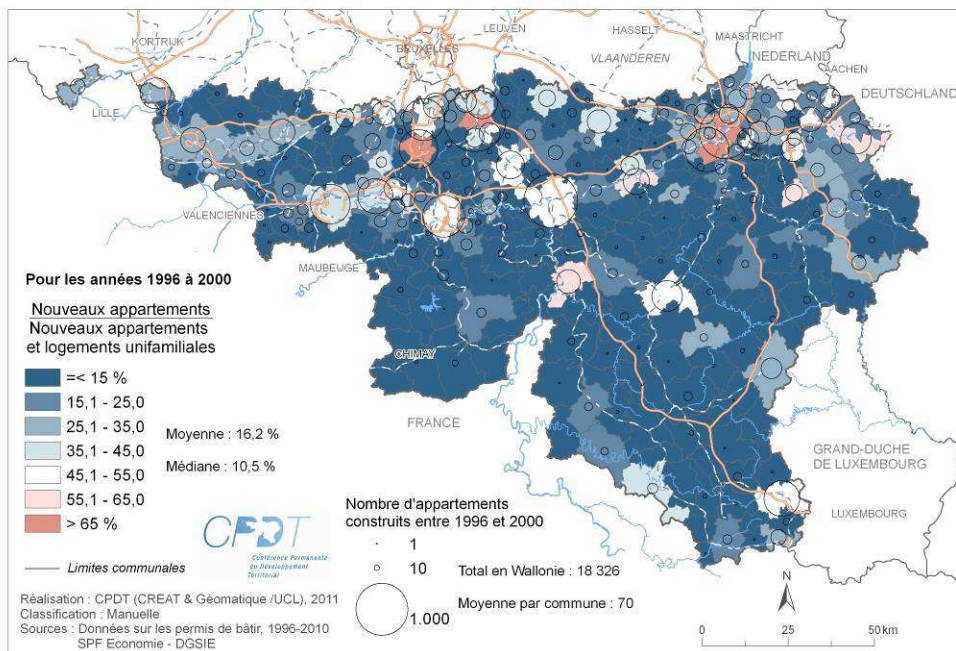 KORTRIJK
BRUXELLES
LEUVEN
HASSELT
MAASTRICHT
VLAANDEREN
NEDERLAND
AACHEN
DEUTSCHLAND
LILLE
VALENCIENNES
MAUBEUGE
CHIMAY
FRANCE
GRAND-DUCHE
DE LUXEMBOURG
LUXEMBOURG
Pour les années 1996 à 2000
Nouveaux appartements
Nouveaux appartements
et logements unifamiliales
=< 15 %
15,1 - 25,0
25,1 - 35,0
35,1 - 45,0
45,1 - 55,0
55,1 - 65,0
> 65 %
Moyenne : 16,2 %
Médiane : 10,5 %
Limites communales
CPDT
Conférence Permanente
du Développement
Territorial
Nombre d'appartements
construits entre 1996 et 2000
1
10
1.000
Total en Wallonie : 18 326
Moyenne par commune : 70
Réalisation : CPDT (CREAT & Géomatique /UCL), 2011
Classification : Manuelle
Sources : Données sur les permis de bâtir, 1996-2010
SPF Economie - DGSIE
N
0 25 50 km